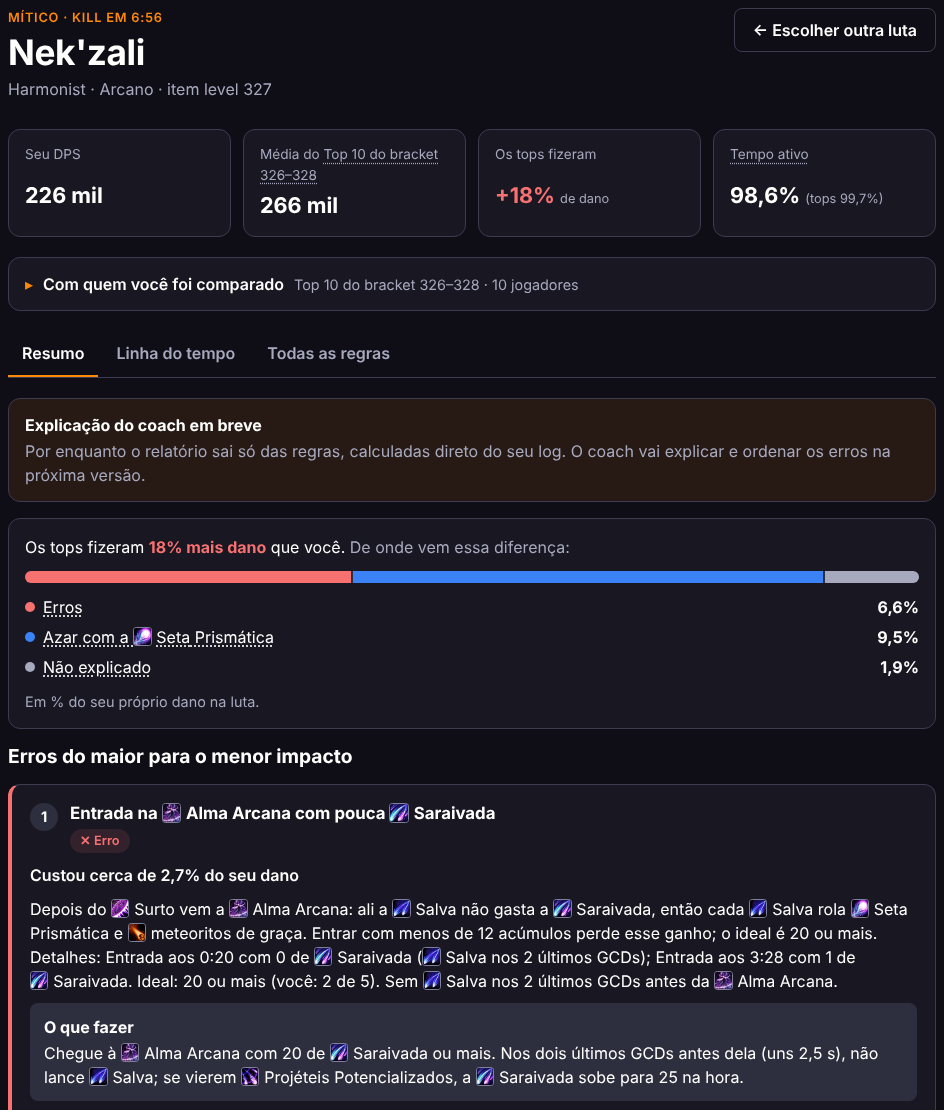 MÍTICO · KILL EM 6:56
← Escolher outra luta
Nek'zali
Harmonist · Arcano · item level 327
Seu DPS
226 mil
Média do Top 10 do bracket
326–328
266 mil
Os tops fizeram
+18% de dano
Tempo ativo
98,6% (tops 99,7%)
▸ Com quem você foi comparado Top 10 do bracket 326–328 · 10 jogadores
Resumo Linha do tempo Todas as regras
Explicação do coach em breve
Por enquanto o relatório sai só das regras, calculadas direto do seu log. O coach vai explicar e ordenar os erros na
próxima versão.
Os tops fizeram 18% mais dano que você. De onde vem essa diferença:
Erros 6,6%
Azar com a Seta Prismática 9,5%
Não explicado 1,9%
Em % do seu próprio dano na luta.
Erros do maior para o menor impacto
1 Entrada na Alma Arcana com pouca Saraivada
✕ Erro
Custou cerca de 2,7% do seu dano
Depois do Surto vem a Alma Arcana: ali a Salva não gasta a Saraivada, então cada Salva rola Seta
Prismática e meteoritos de graça. Entrar com menos de 12 acúmulos perde esse ganho; o ideal é 20 ou mais.
Detalhes: Entrada aos 0:20 com 0 de Saraivada (Salva nos 2 últimos GCDs); Entrada aos 3:28 com 1 de
Saraivada. Ideal: 20 ou mais (você: 2 de 5). Sem Salva nos 2 últimos GCDs antes da Alma Arcana.
O que fazer
Chegue à Alma Arcana com 20 de Saraivada ou mais. Nos dois últimos GCDs antes dela (uns 2,5 s), não
lance Salva; se vierem Projéteis Potencializados, a Saraivada sobe para 25 na hora.